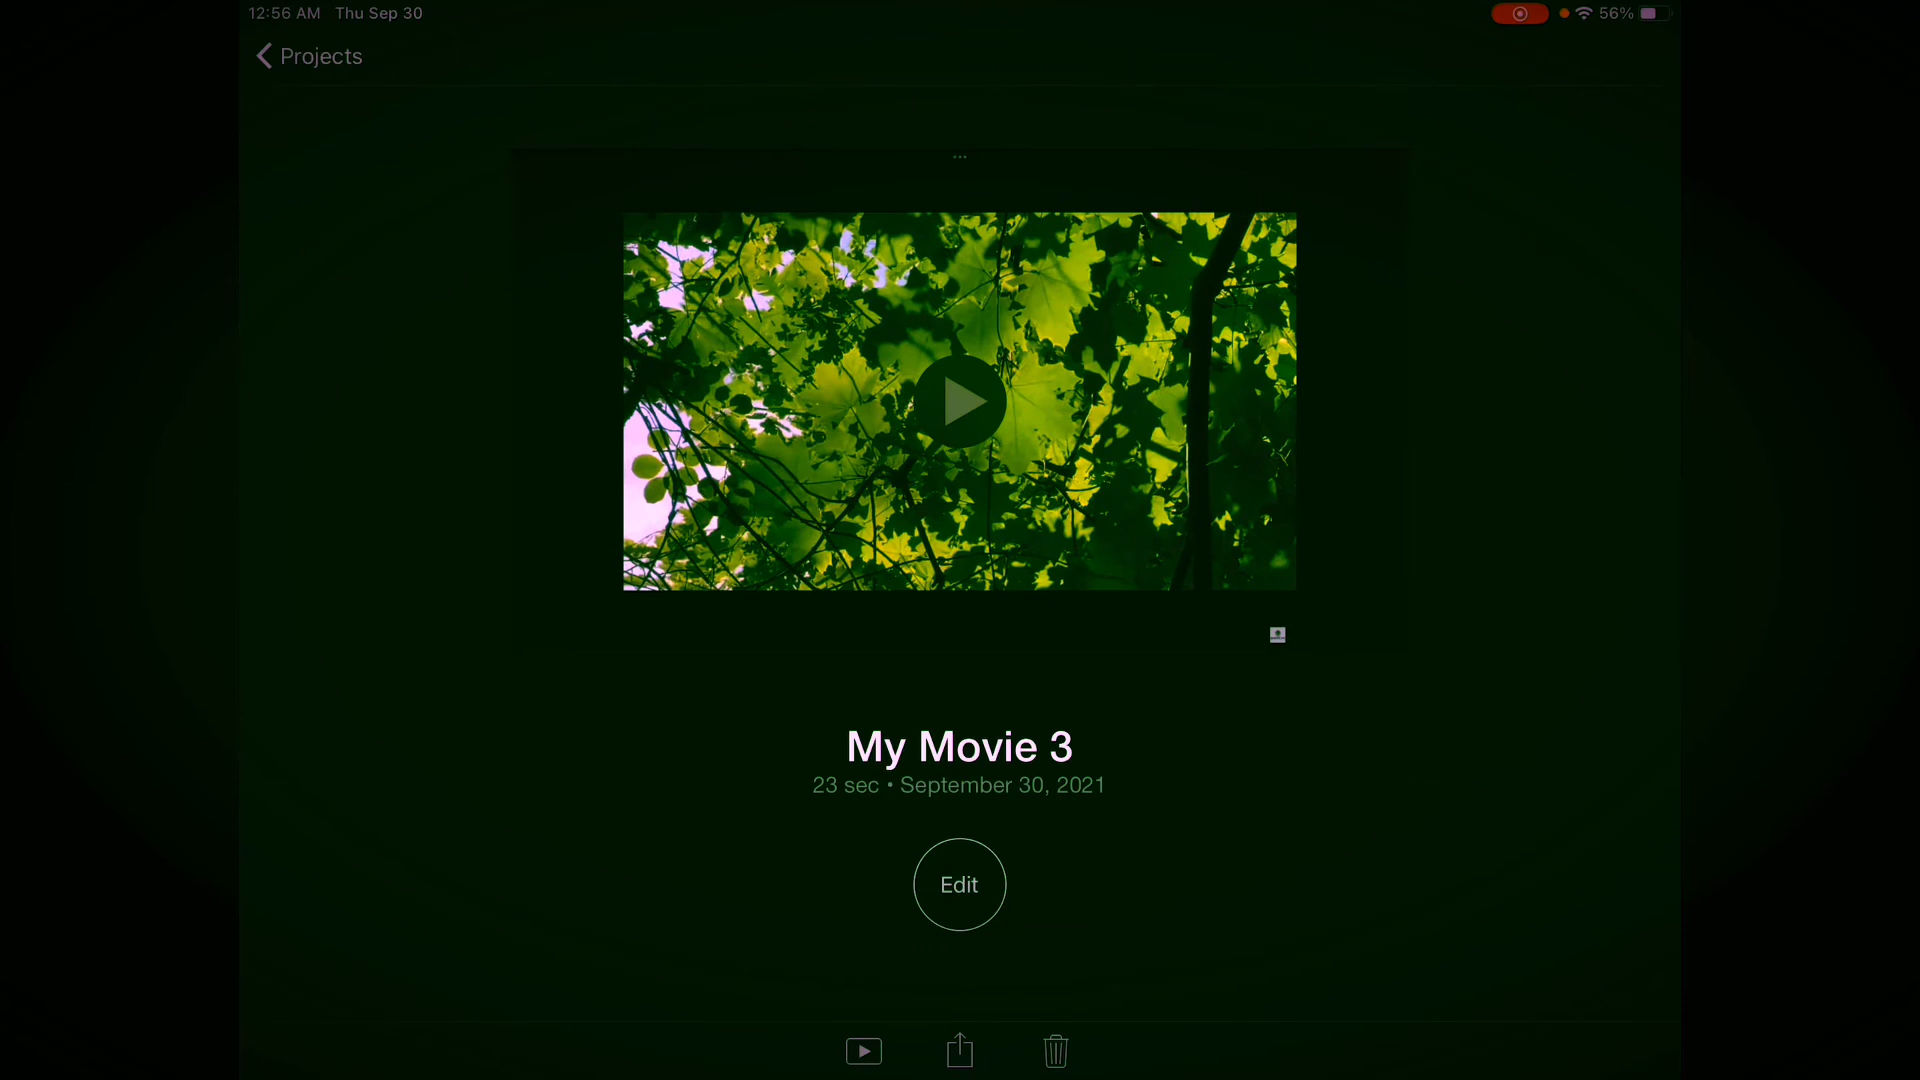 12:56 AM Thu Sep 30
56%
Projects
My Movie 3
23 sec • September 30, 2021
Edit